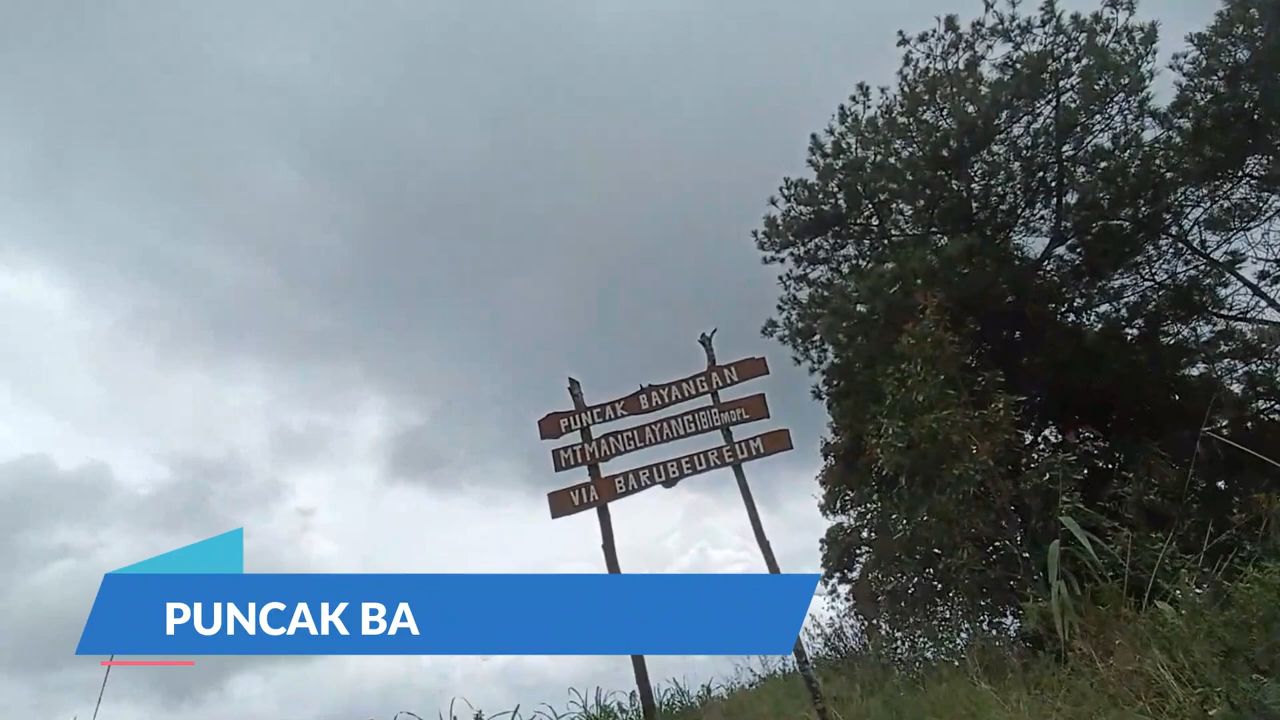 PUNCAK BAYANGAN
MT MANGLAYANG 1818 MDPL
VIA BARUBEUREUM
PUNCAK BA